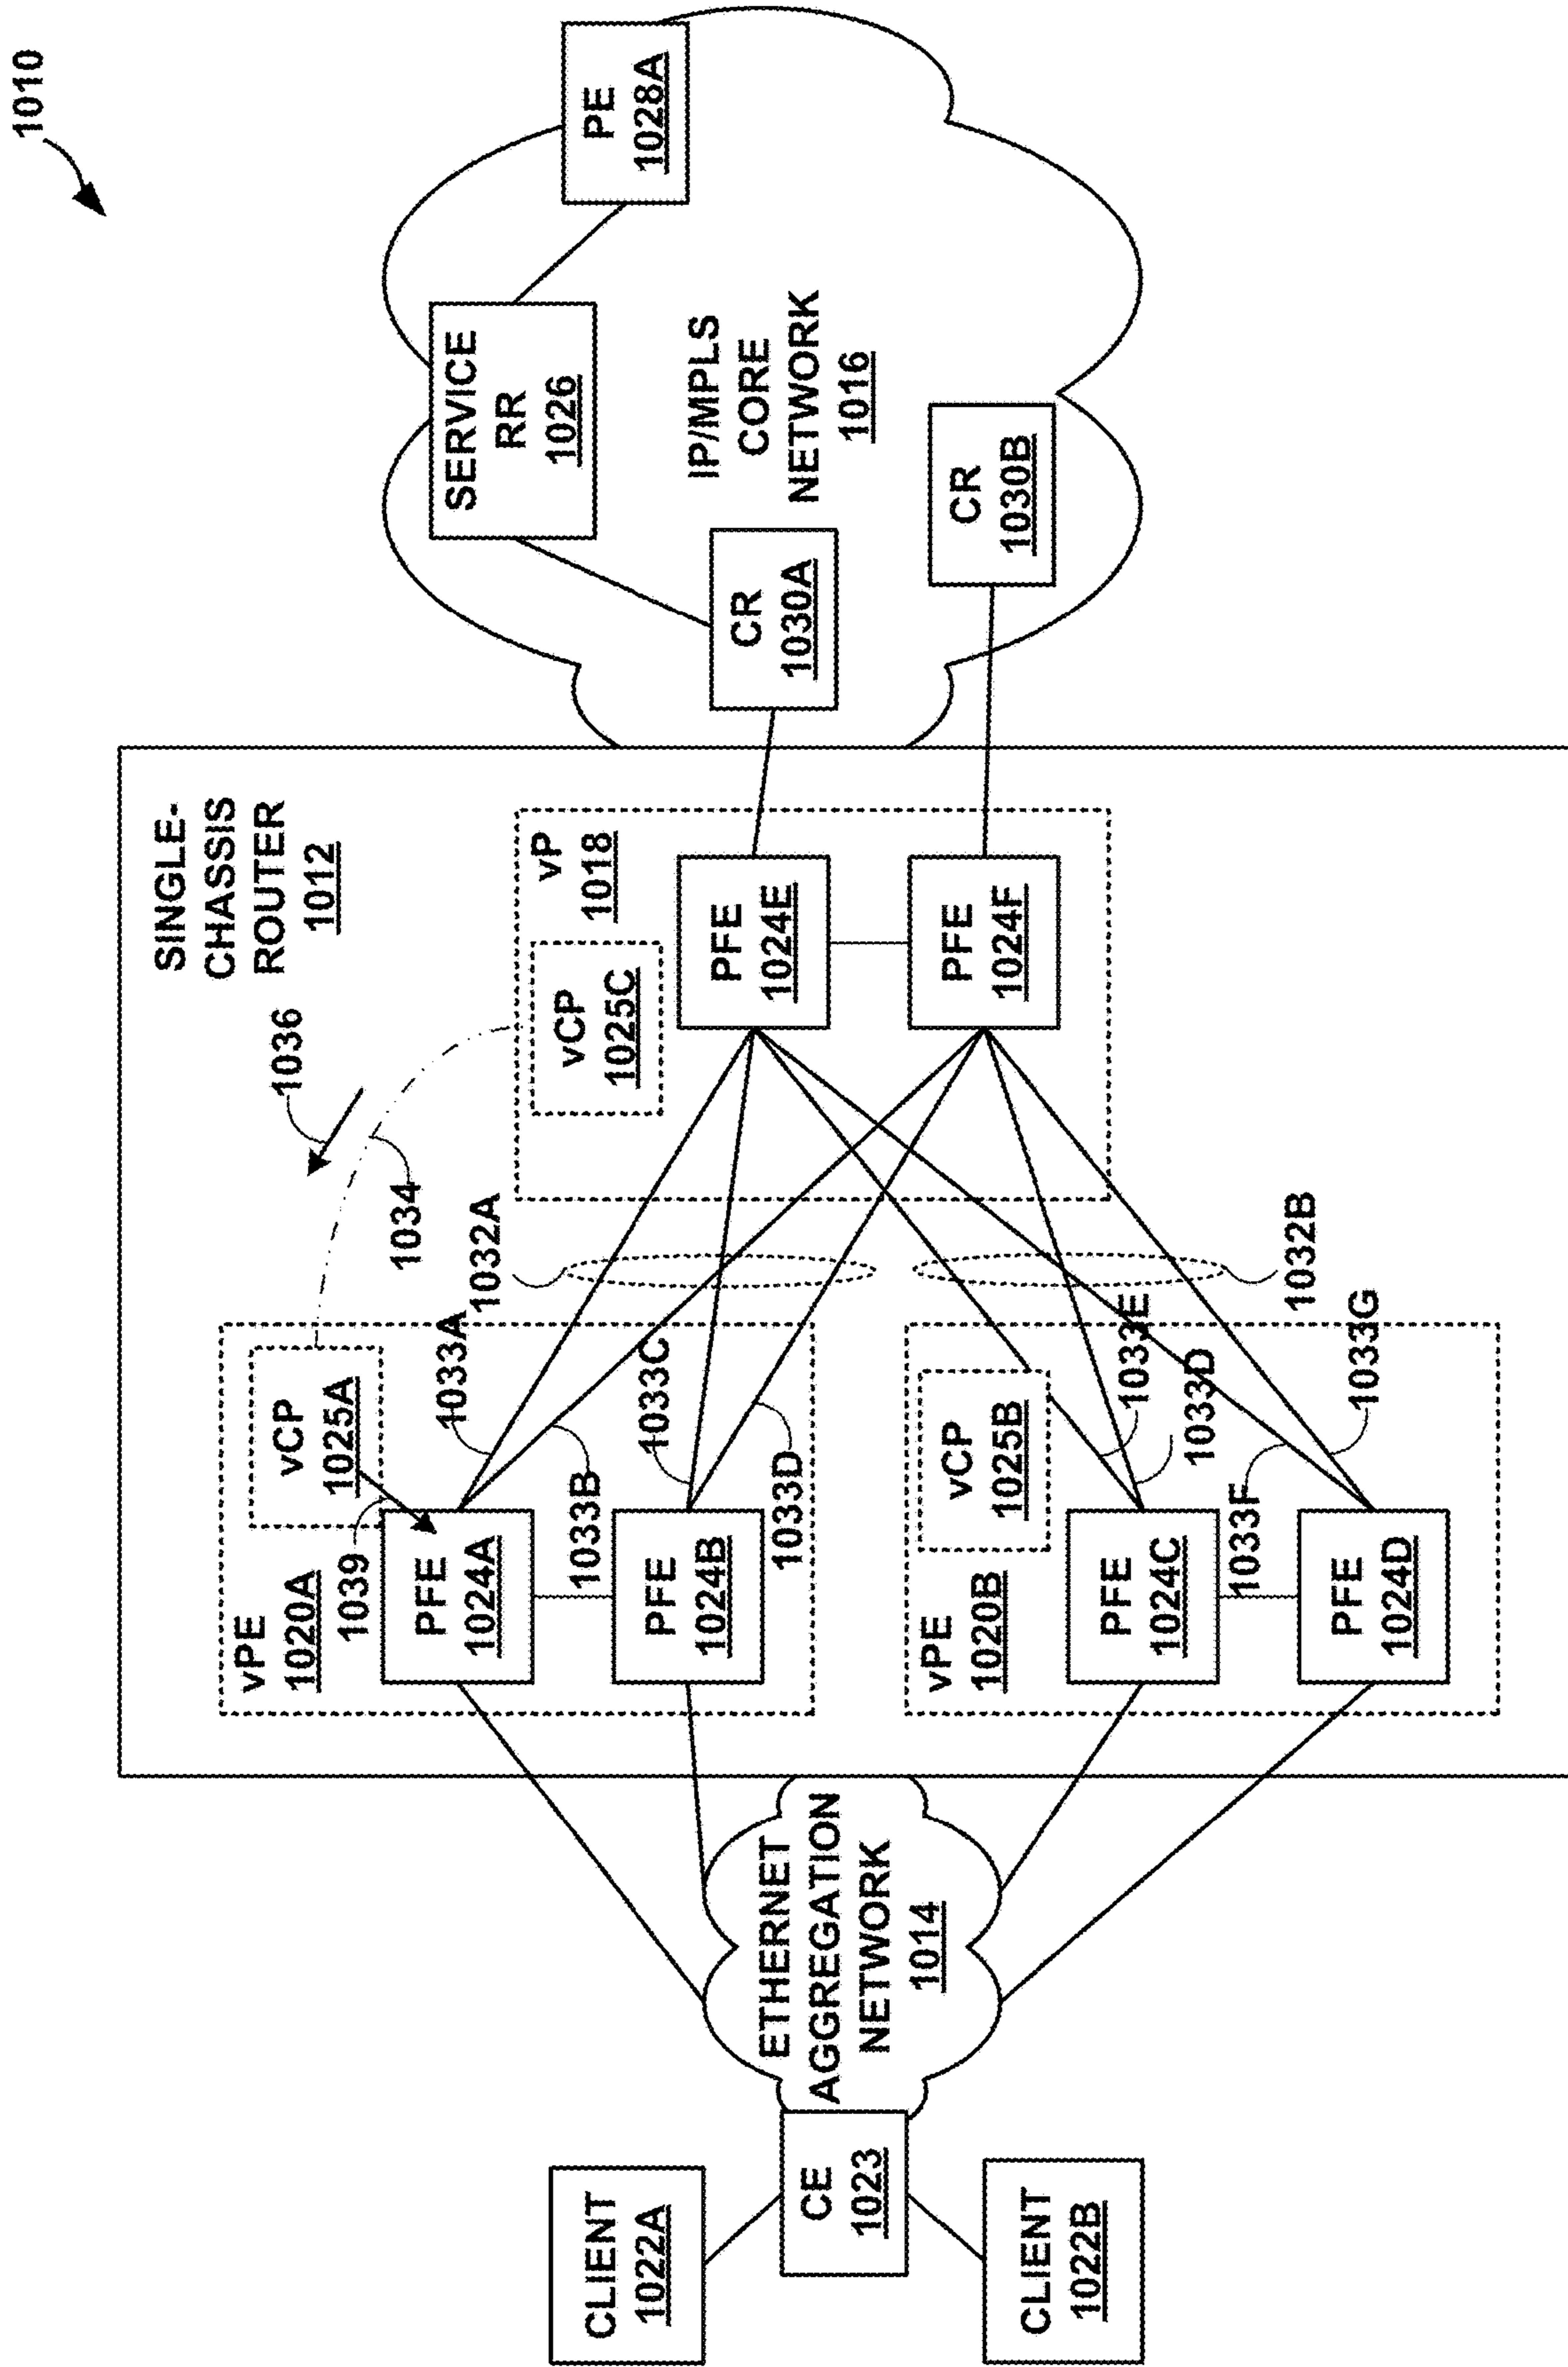 1010
SINGLE-
CHASSIS
ROUTER
1012
1036
1034
vPE
1020A
vCP
1025A
1039
PFE
1024A
PFE
1024B
1033A
1033B
1033C
1033D
1032A
vP
1018
vCP
1025C
PFE
1024E
PFE
1024F
SERVICE
RR
1026
PE
1028A
IP/MPLS
CORE
NETWORK
1016
CR
1030A
CR
1030B
CLIENT
1022A
CE
1023
CLIENT
1022B
ETHERNET
AGGREGATION
NETWORK
1014
vPE
1020B
vCP
1025B
PFE
1024C
PFE
1024D
1033E
1033D
1033F
1033G
1032B